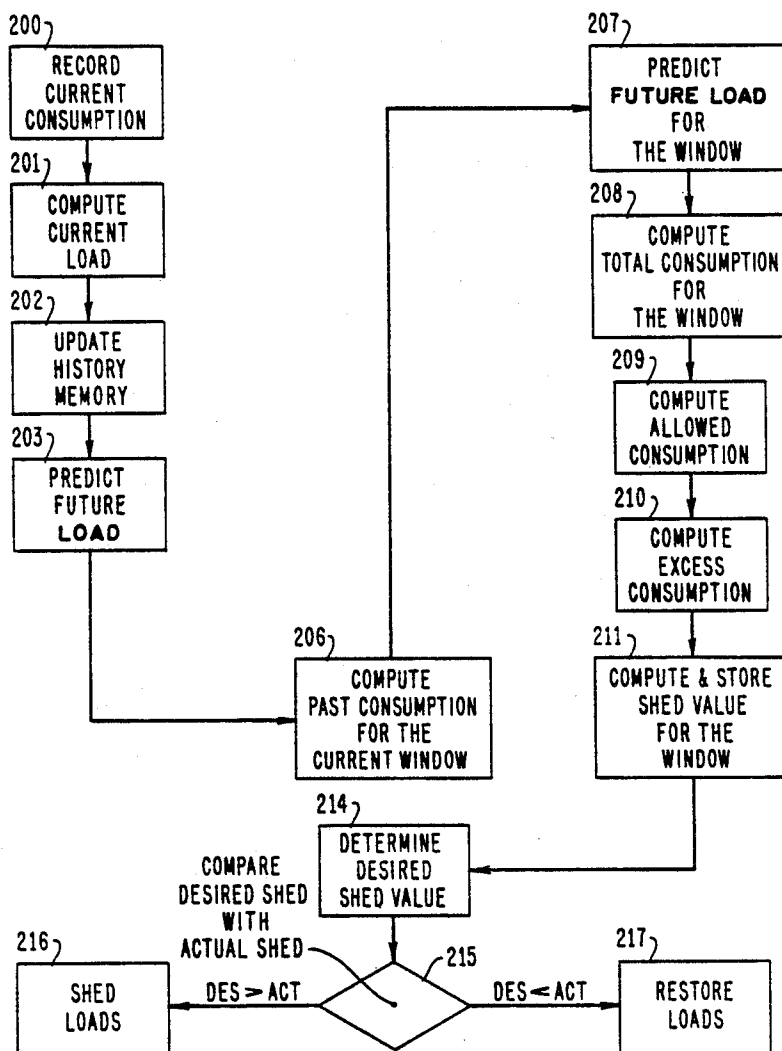 200
RECORD
CURRENT
CONSUMPTION
201
COMPUTE
CURRENT
LOAD
202
UPDATE
HISTORY
MEMORY
203
PREDICT
FUTURE
LOAD
206
COMPUTE
PAST CONSUMPTION
FOR THE
CURRENT WINDOW
207
PREDICT
FUTURE LOAD
FOR
THE WINDOW
208
COMPUTE
TOTAL CONSUMPTION
FOR
THE WINDOW
209
COMPUTE
ALLOWED
CONSUMPTION
210
COMPUTE
EXCESS
CONSUMPTION
211
COMPUTE & STORE
SHED VALUE
FOR THE
WINDOW
214
DETERMINE
DESIRED
SHED VALUE
COMPARE
DESIRED SHED
WITH
ACTUAL SHED
215
216
SHED
LOADS
DES > ACT
DES < ACT
217
RESTORE
LOADS